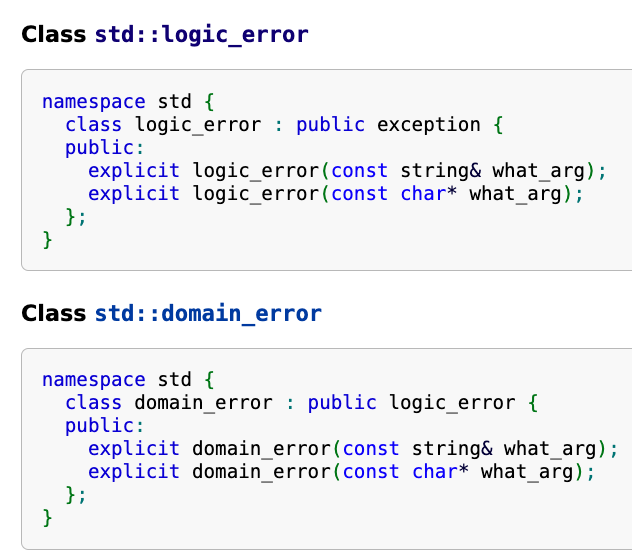 Class std::logic_error
namespace std {
  class logic_error : public exception {
  public:
    explicit logic_error(const string& what_arg);
    explicit logic_error(const char* what_arg);
  };
}
Class std::domain_error
namespace std {
  class domain_error : public logic_error {
  public:
    explicit domain_error(const string& what_arg);
    explicit domain_error(const char* what_arg);
  };
}